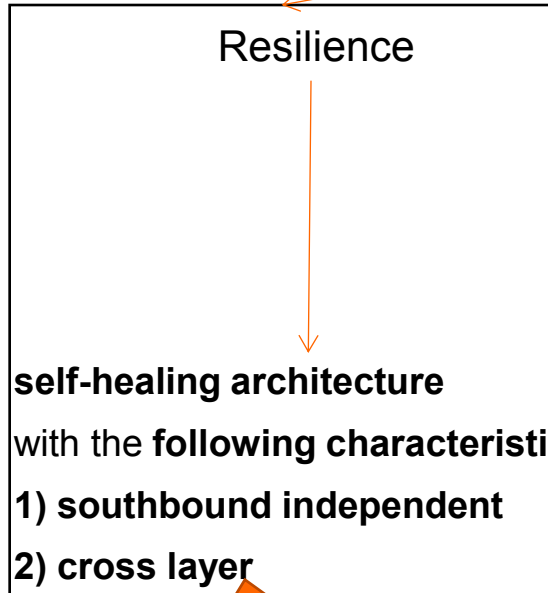 Resilience
self-healing architecture
with the following characteristi
1) southbound independent
2) cross layer